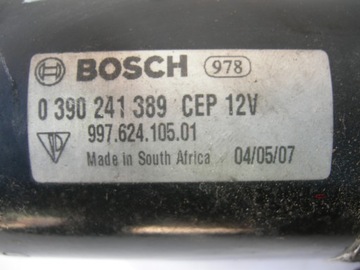 BOSCH 978
0 390 241 389 CEP 12V
997.624.105.01
Made in South Africa 04/05/07